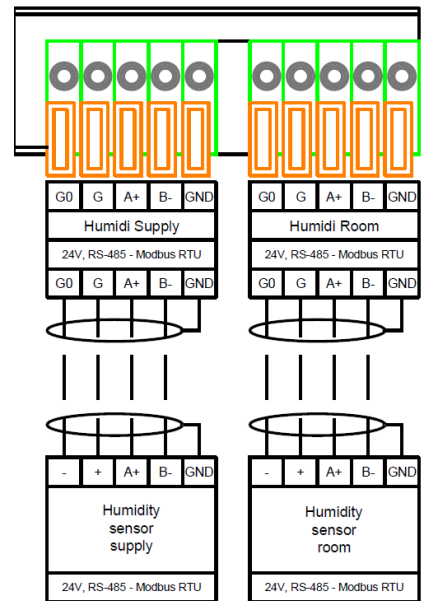 G0 G A+ B- GND
Humidi Supply
24V, RS-485 - Modbus RTU
G0 G A+ B- GND
- + A+ B- GND
Humidity
sensor
supply
24V, RS-485 - Modbus RTU
G0 G A+ B- GND
Humidi Room
24V, RS-485 - Modbus RTU
G0 G A+ B- GND
- + A+ B- GND
Humidity
sensor
room
24V, RS-485 - Modbus RTU